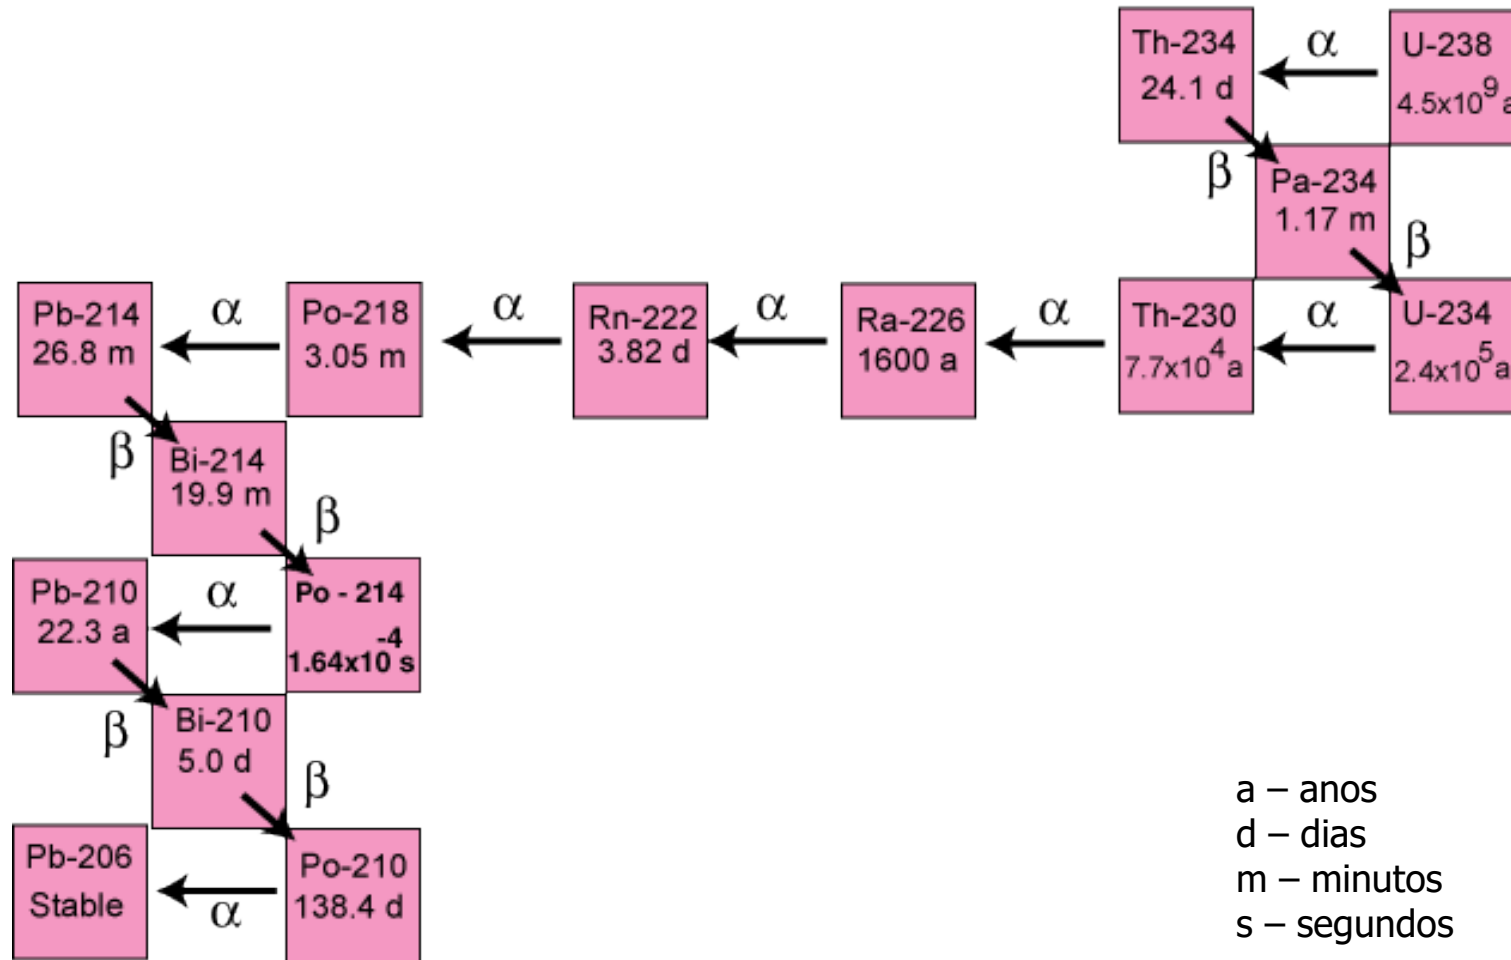 Th-234
24.1 d
α
U-238
4.5x10⁹ a
β
Pa-234
1.17 m
β
Pb-214
26.8 m
α
Po-218
3.05 m
α
Rn-222
3.82 d
α
Ra-226
1600 a
α
Th-230
7.7x10⁴a
α
U-234
2.4x10⁵a
β
Bi-214
19.9 m
β
Pb-210
22.3 a
α
Po - 214
1.64x10⁻⁴ s
β
Bi-210
5.0 d
β
Pb-206
Stable
α
Po-210
138.4 d
a – anos
d – dias
m – minutos
s – segundos